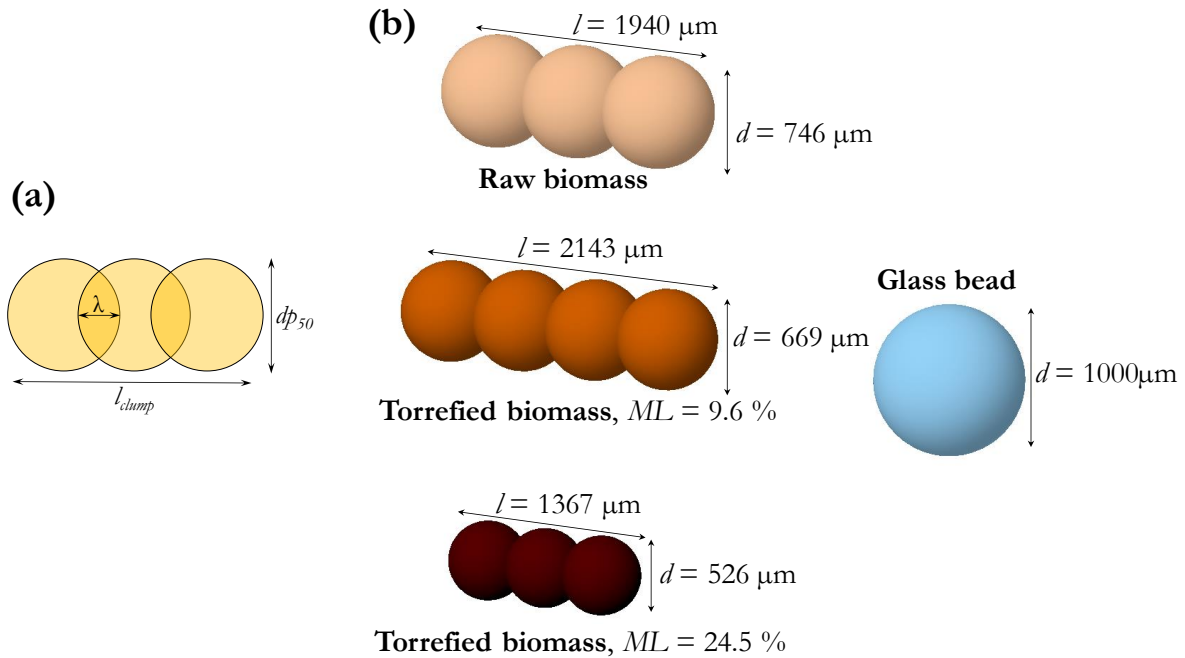 (a)
λ
dp50
lclump
(b)
l = 1940 μm
d = 746 μm
Raw biomass
l = 2143 μm
d = 669 μm
Torrefied biomass, ML = 9.6 %
Glass bead
d = 1000μm
l = 1367 μm
d = 526 μm
Torrefied biomass, ML = 24.5 %